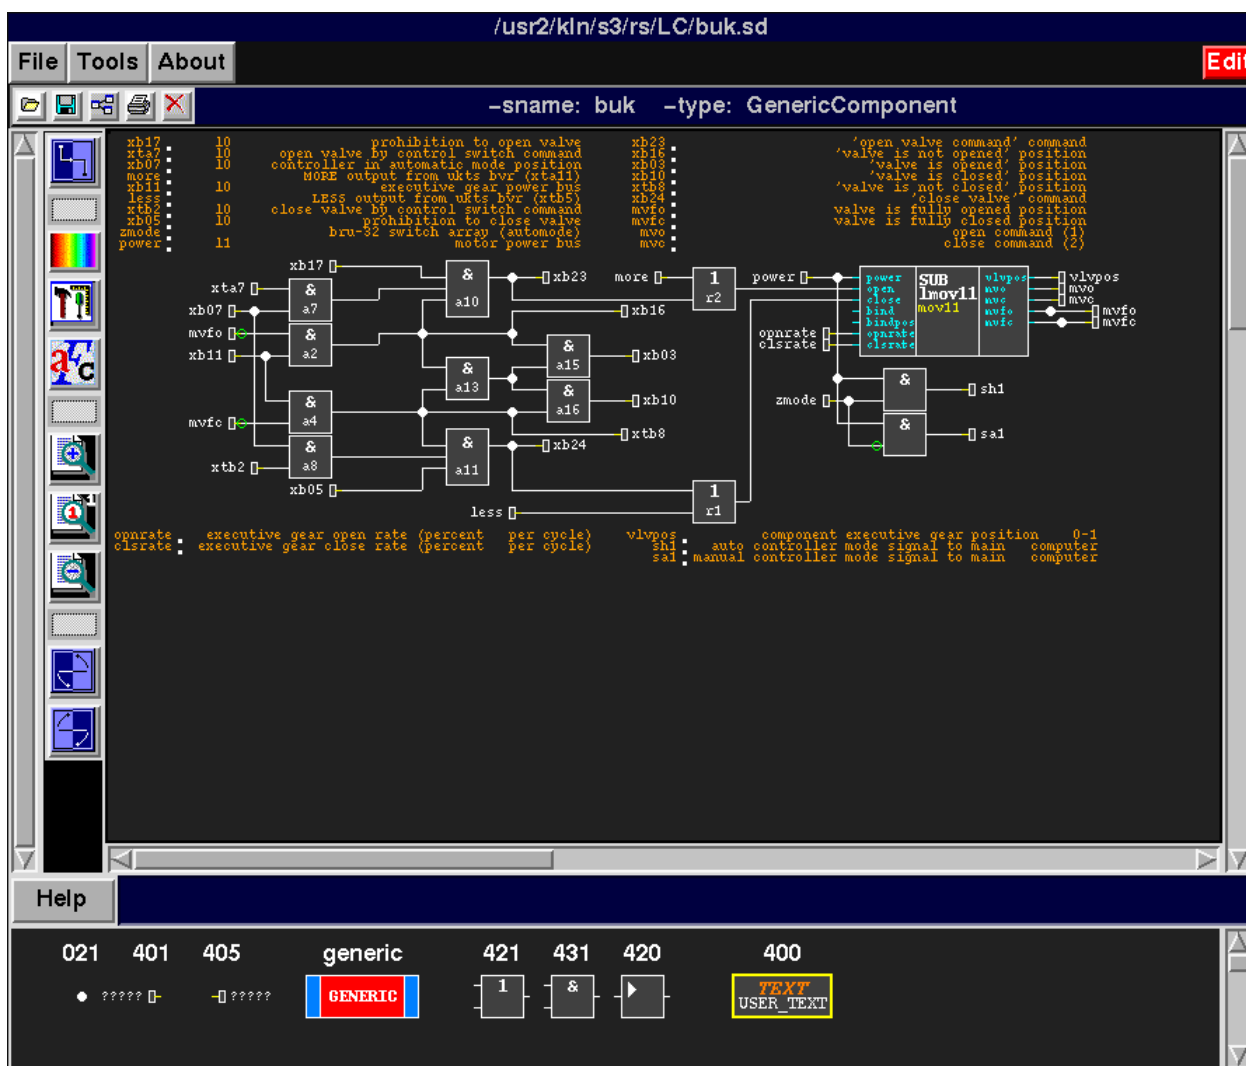 /usr2/kln/s3/rs/LC/buk.sd
File Tools About Edit
-sname: buk -type: GenericComponent
xb17 10 prohibition to open valve xb23 'open valve command' command
xta7 10 open valve by control switch command xb16 'valve is not opened' position
xb07 10 controller in automatic mode position xb03 'valve is opened' position
more MORE output from ukts bvr (xta11) xb10 'valve is closed' position
xb11 10 executive gear power bus xtb8 'valve is not closed' position
less LESS output from ukts bvr (xtb5) xb24 'close valve' command
xtb2 10 close valve by control switch command mvfo valve is fully opened position
xb05 10 prohibition to close valve mvfc valve is fully closed position
zmode bru-32 switch array (automode) mvo open command (1)
power 11 motor power bus mvc close command (2)
xb17 & xb23 more 1 power power SUB vlvpos vlvpos
xta7 & a10 r2 open lmov11 mvo mvo
xb07 a7 xb16 close mov11 mvc mvc
bind mvfo mvfo
mvfo & bindpos mvfc mvfc
opnrate opnrate
xb11 a2 & xb03 clsrate clsrate
& a15
a13 & & sh1
& xb10 zmode
mvfc a4 a16 &
& & xtb8 sa1
xtb2 a8 a11 xb24
xb05 1
less r1
opnrate executive gear open rate (percent per cycle) vlvpos component executive gear position 0-1
clsrate executive gear close rate (percent per cycle) sh1 auto controller mode signal to main computer
sa1 manual controller mode signal to main computer
Help
021 401 405 generic 421 431 420 400
????? ????? GENERIC 1 & TEXT
USER_TEXT